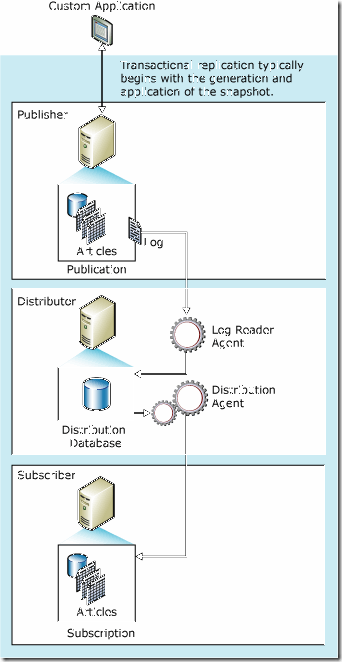 Custom Application
Transactional replication typically
begins with the generation and
application of the snapshot.
Publisher
Articles
Log
Publication
Distributor
Log Reader
Agent
Distribution
Agent
Distribution
Database
Subscriber
Articles
Subscription